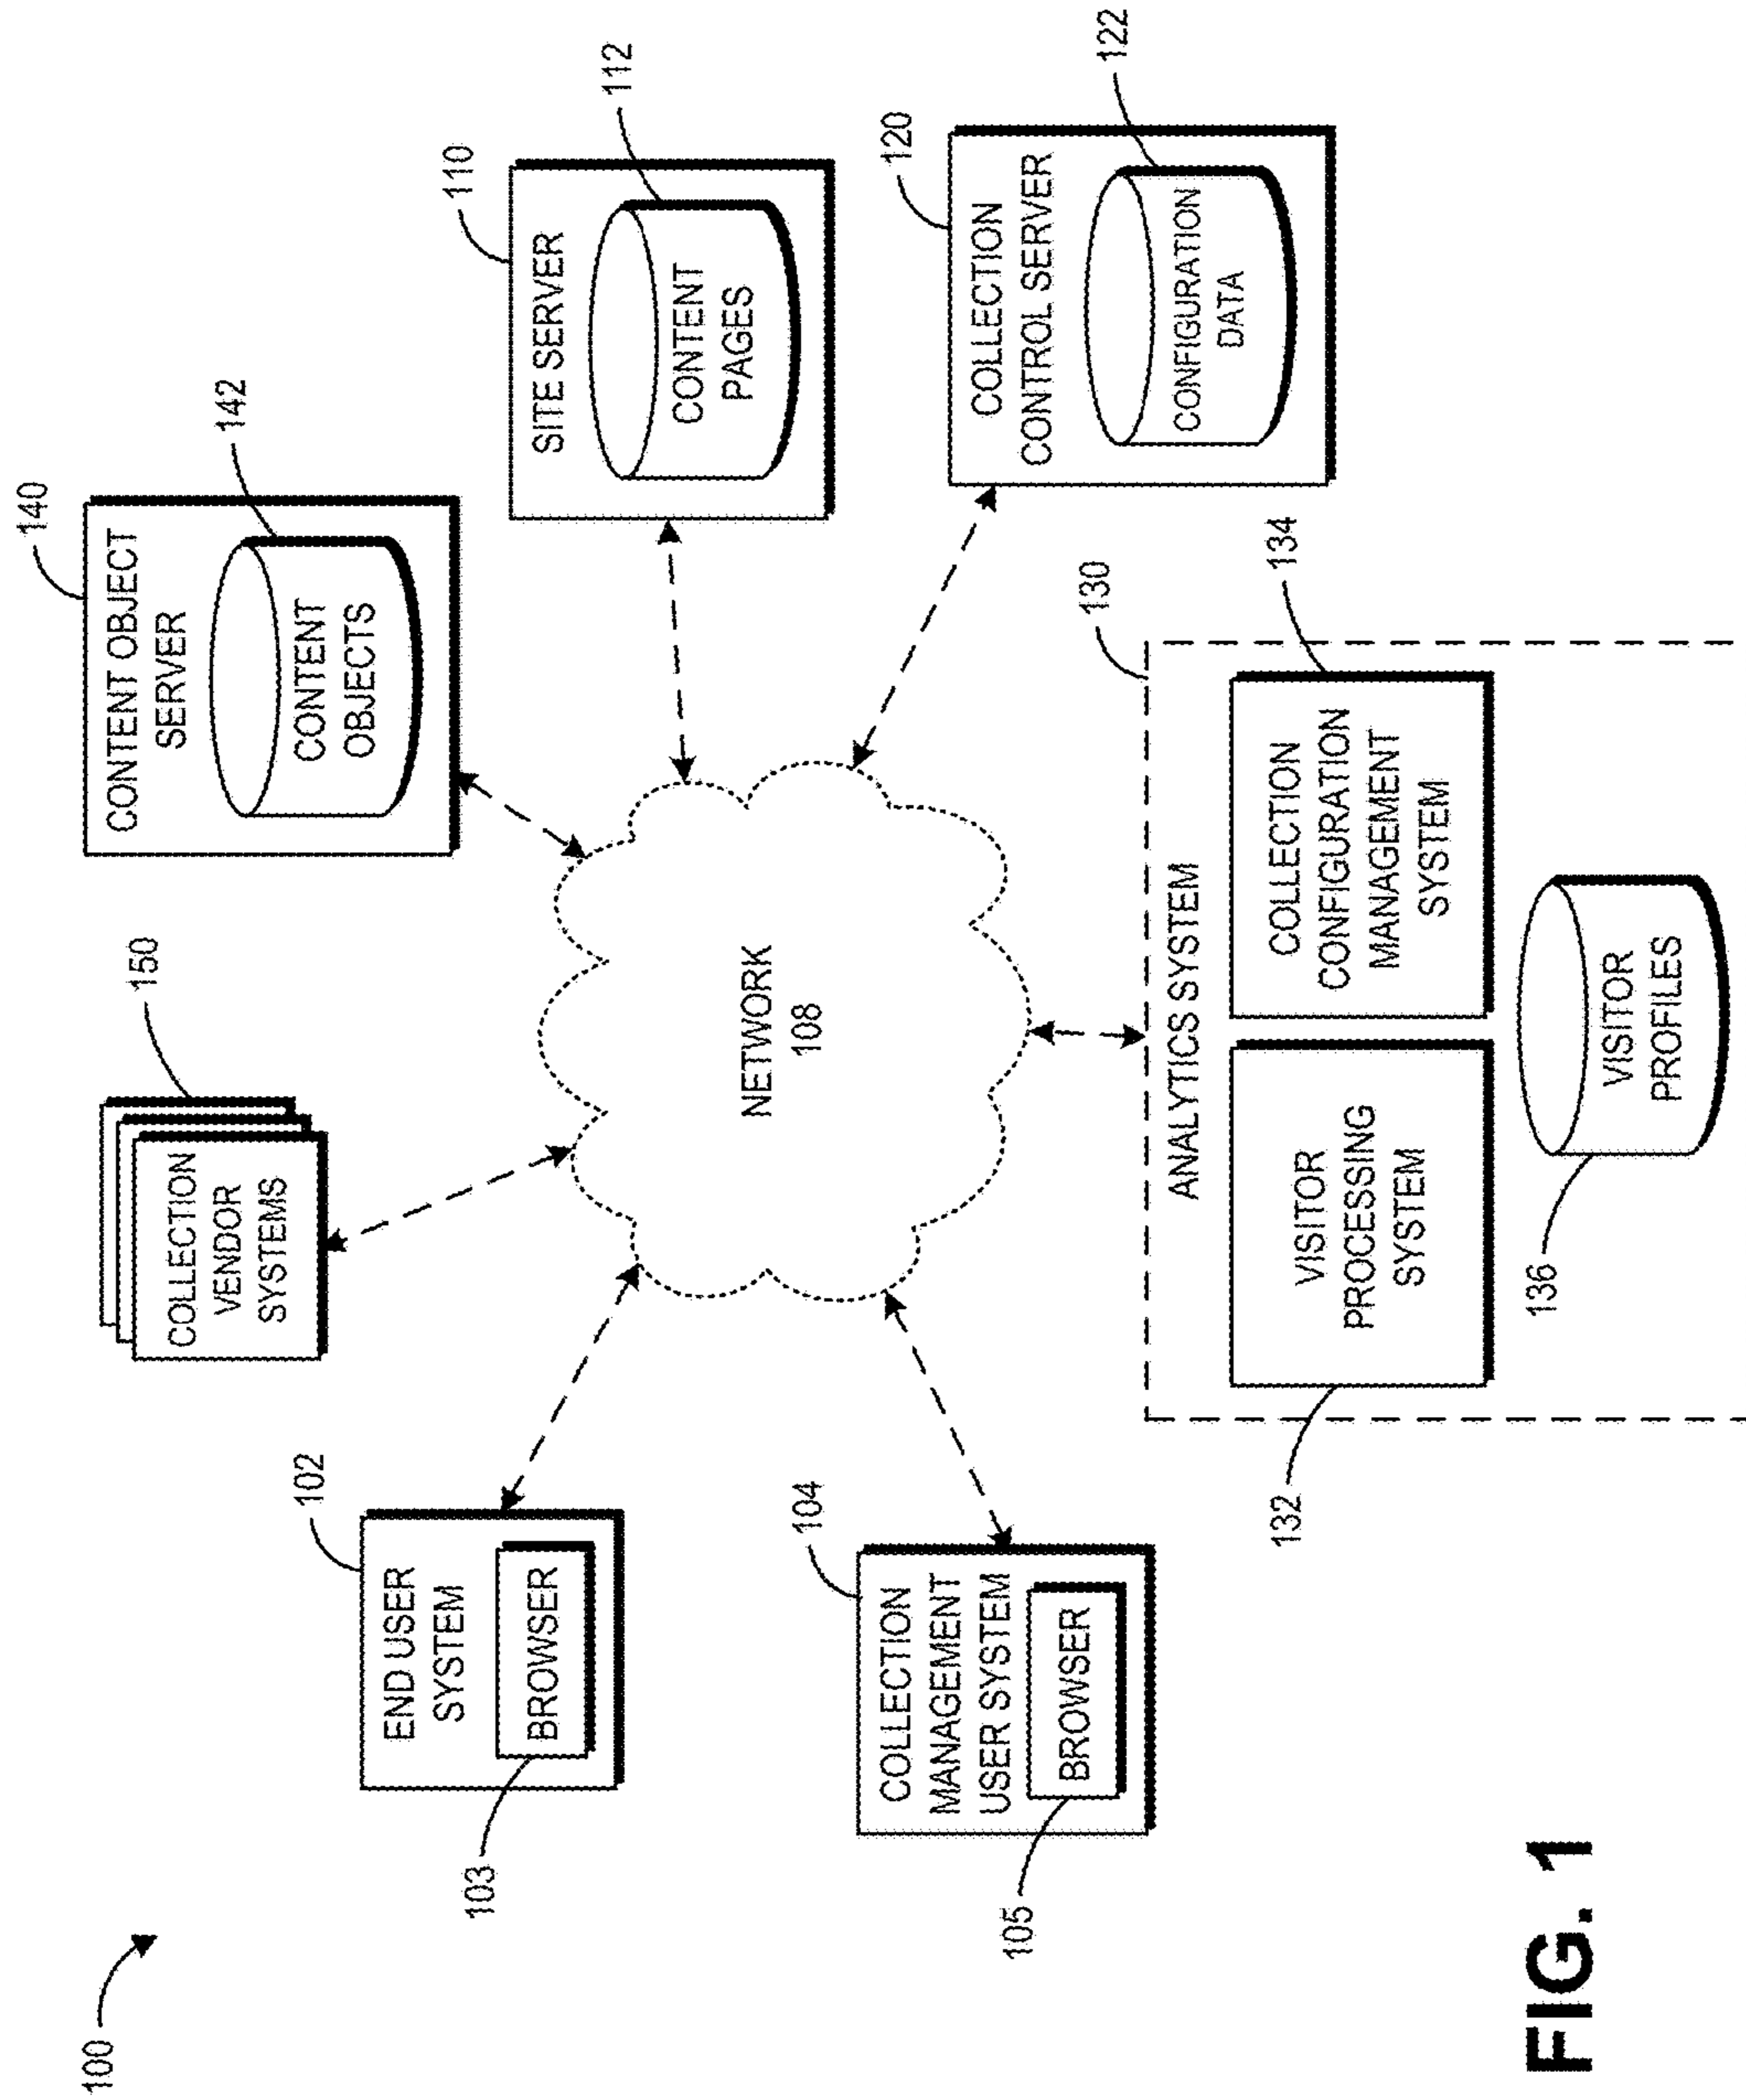 100
102
END USER
SYSTEM
BROWSER
103
104
COLLECTION
MANAGEMENT
USER SYSTEM
BROWSER
105
150
COLLECTION
VENDOR
SYSTEMS
140
CONTENT OBJECT
SERVER
142
CONTENT
OBJECTS
110
SITE SERVER
112
CONTENT
PAGES
120
COLLECTION
CONTROL SERVER
122
CONFIGURATION
DATA
NETWORK
108
130
ANALYTICS SYSTEM
132
VISITOR
PROCESSING
SYSTEM
134
COLLECTION
CONFIGURATION
MANAGEMENT
SYSTEM
136
VISITOR
PROFILES
FIG. 1